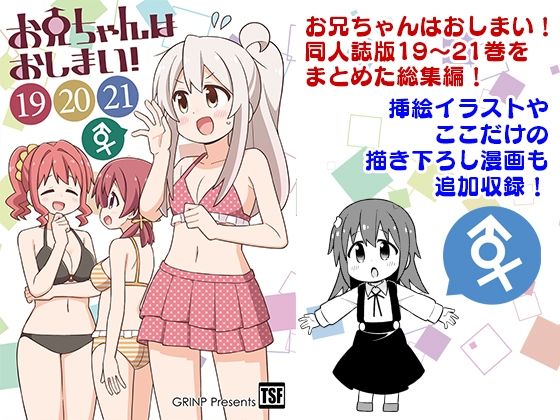 お兄ちゃんは
おしまい!
19 20 21
GRINP Presents TSF
お兄ちゃんはおしまい！
同人誌版19～21巻を
まとめた総集編！
挿絵イラストや
ここだけの
描き下ろし漫画も
追加収録！